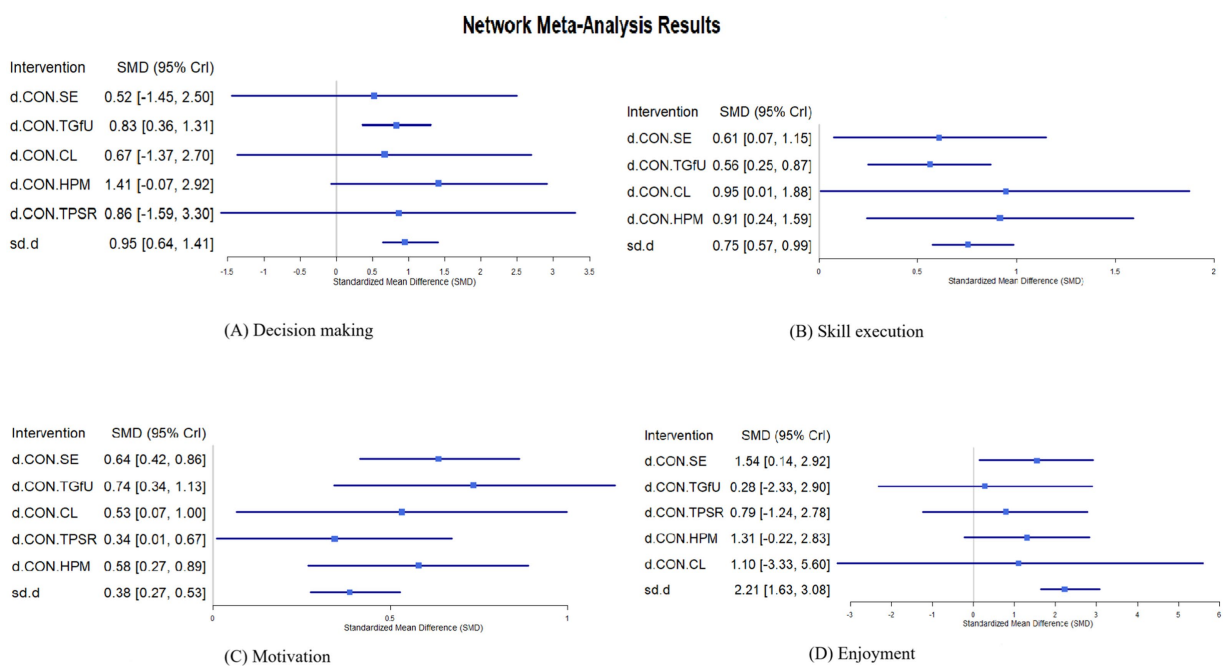 Network Meta-Analysis Results
Intervention SMD (95% CrI)
d.CON.SE 0.52 [-1.45, 2.50]
d.CON.TGfU 0.83 [0.36, 1.31]
d.CON.CL 0.67 [-1.37, 2.70]
d.CON.HPM 1.41 [-0.07, 2.92]
d.CON.TPSR 0.86 [-1.59, 3.30]
sd.d 0.95 [0.64, 1.41]
-1.5 -1 -0.5 0 0.5 1 1.5 2 2.5 3 3.5
Standardized Mean Difference (SMD)
(A) Decision making
Intervention SMD (95% CrI)
d.CON.SE 0.61 [0.07, 1.15]
d.CON.TGfU 0.56 [0.25, 0.87]
d.CON.CL 0.95 [0.01, 1.88]
d.CON.HPM 0.91 [0.24, 1.59]
sd.d 0.75 [0.57, 0.99]
0 0.5 1 1.5 2
Standardized Mean Difference (SMD)
(B) Skill execution
Intervention SMD (95% CrI)
d.CON.SE 0.64 [0.42, 0.86]
d.CON.TGfU 0.74 [0.34, 1.13]
d.CON.CL 0.53 [0.07, 1.00]
d.CON.TPSR 0.34 [0.01, 0.67]
d.CON.HPM 0.58 [0.27, 0.89]
sd.d 0.38 [0.27, 0.53]
0 0.5 1
Standardized Mean Difference (SMD)
(C) Motivation
Intervention SMD (95% CrI)
d.CON.SE 1.54 [0.14, 2.92]
d.CON.TGfU 0.28 [-2.33, 2.90]
d.CON.TPSR 0.79 [-1.24, 2.78]
d.CON.HPM 1.31 [-0.22, 2.83]
d.CON.CL 1.10 [-3.33, 5.60]
sd.d 2.21 [1.63, 3.08]
-3 -2 -1 0 1 2 3 4 5 6
Standardized Mean Difference (SMD)
(D) Enjoyment